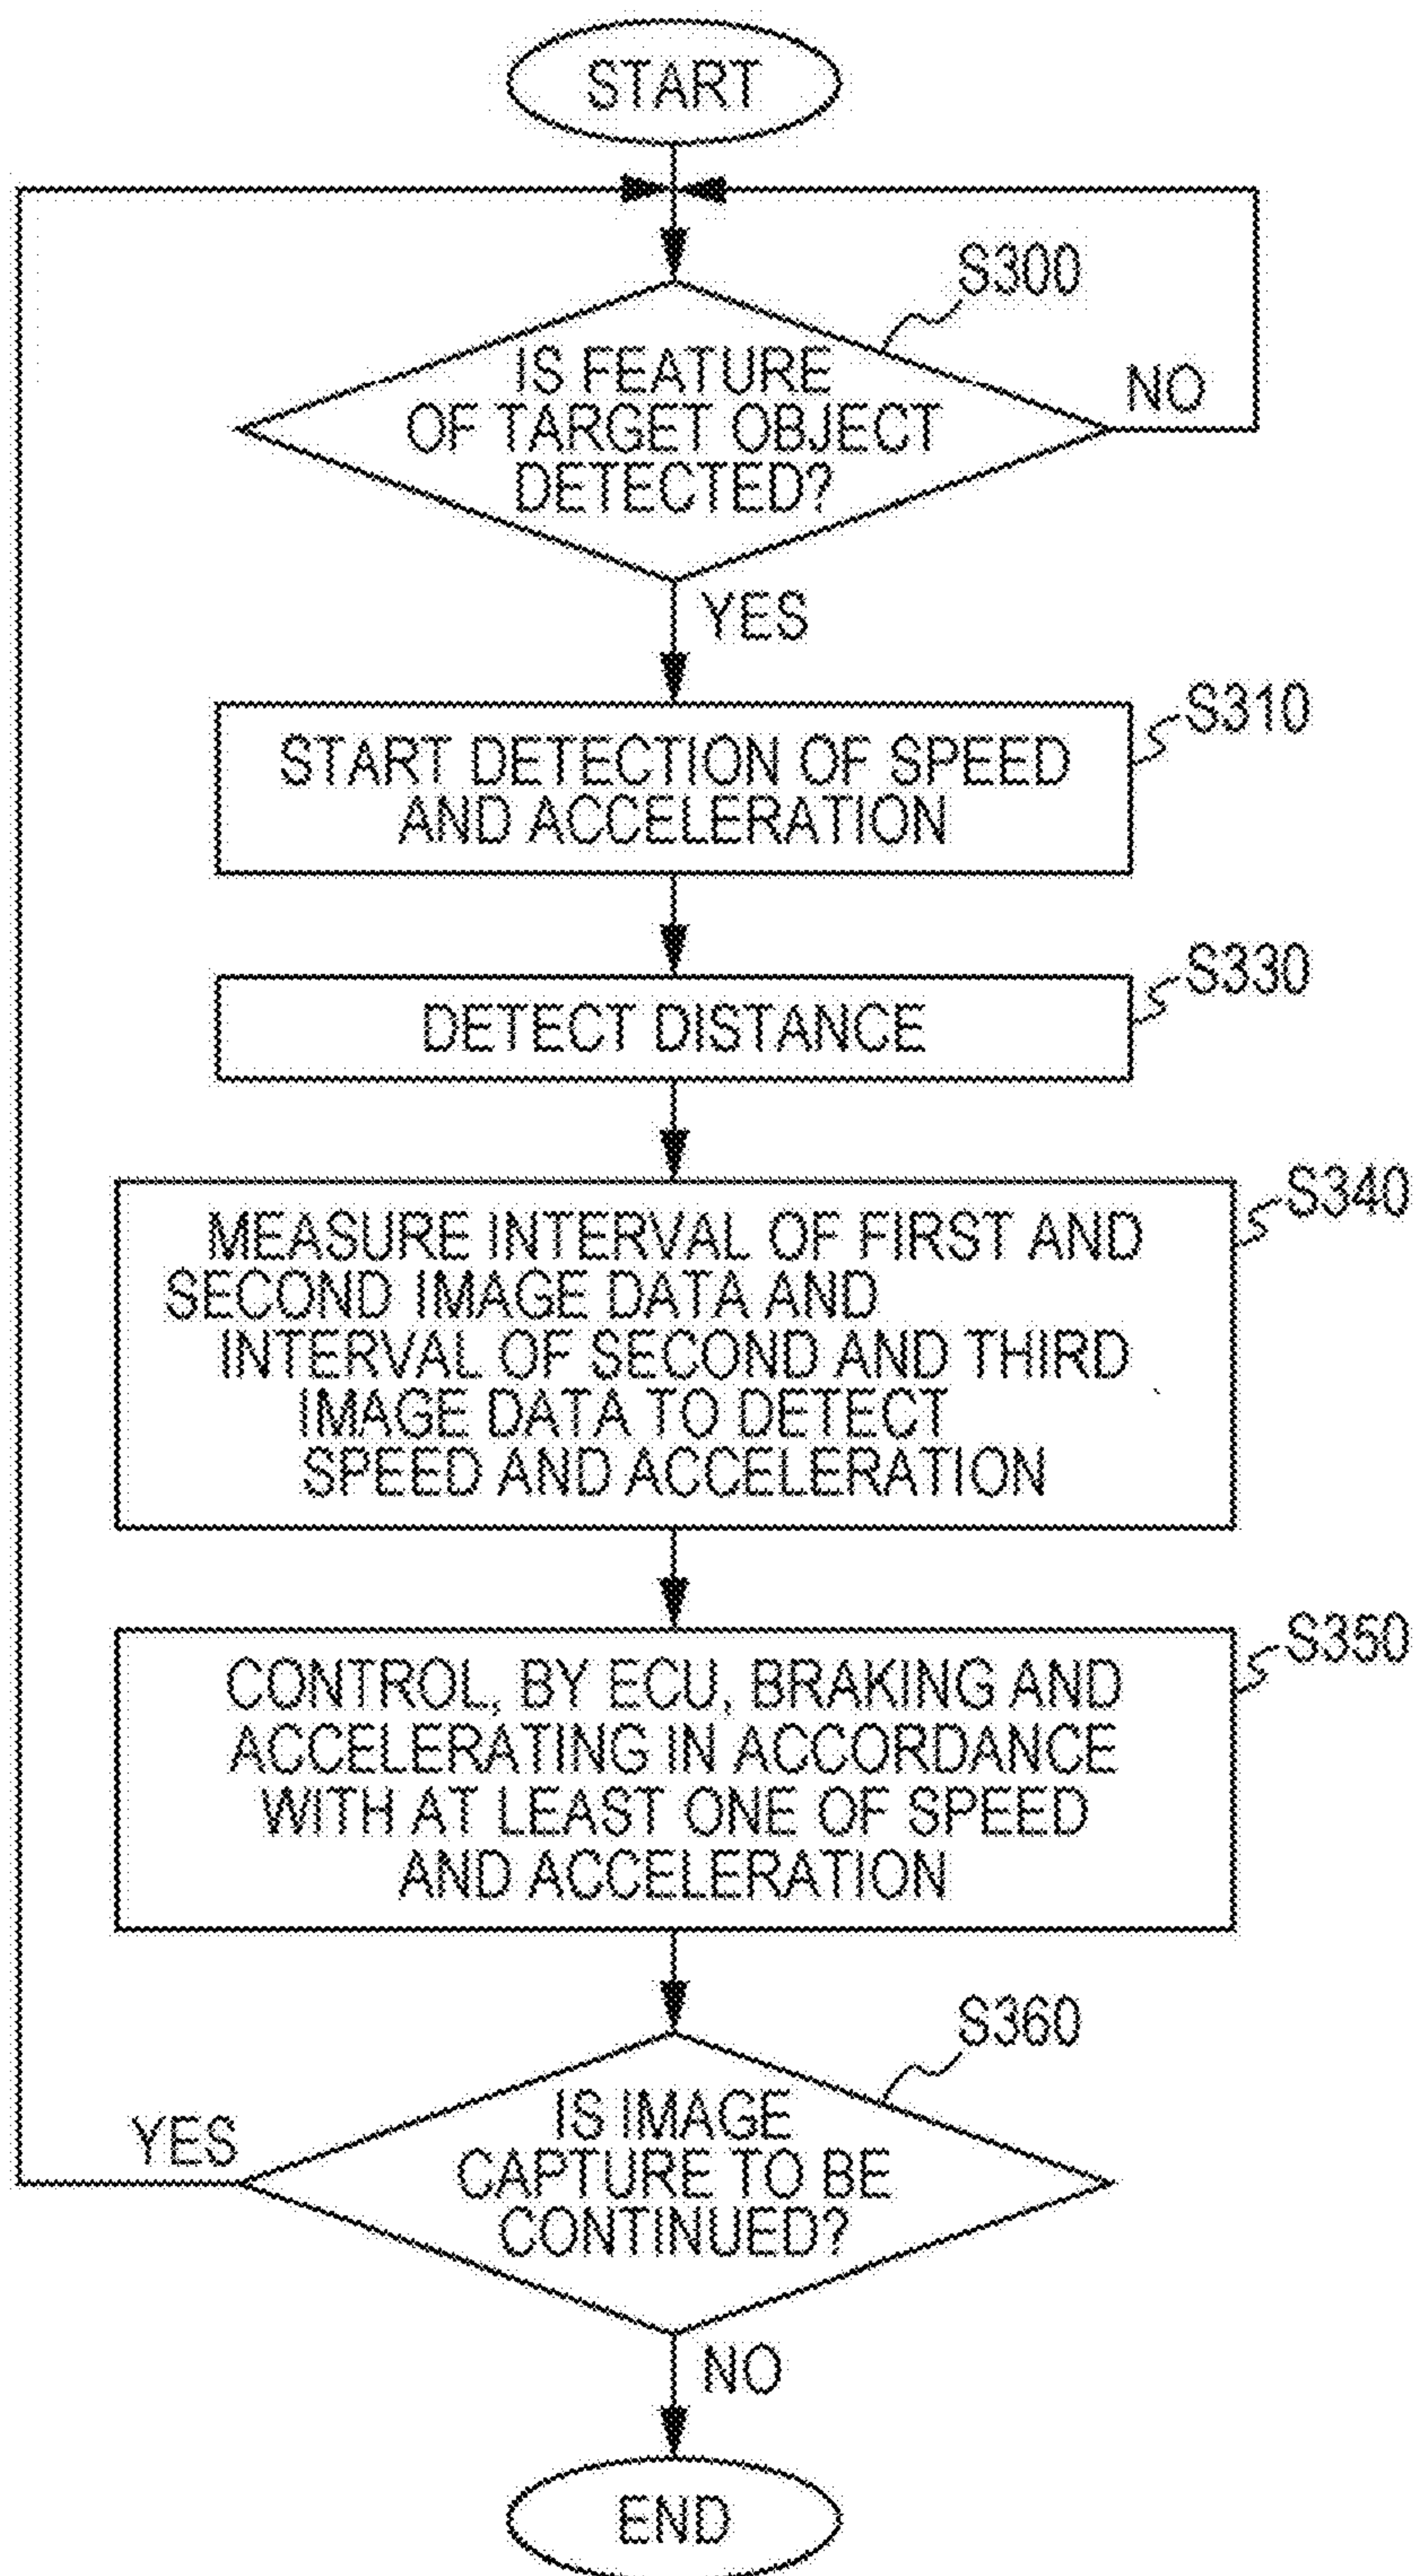 START
S300
IS FEATURE
OF TARGET OBJECT
DETECTED?
NO
YES
S310
START DETECTION OF SPEED
AND ACCELERATION
S330
DETECT DISTANCE
S340
MEASURE INTERVAL OF FIRST AND
SECOND IMAGE DATA AND
INTERVAL OF SECOND AND THIRD
IMAGE DATA TO DETECT
SPEED AND ACCELERATION
S350
CONTROL, BY ECU, BRAKING AND
ACCELERATING IN ACCORDANCE
WITH AT LEAST ONE OF SPEED
AND ACCELERATION
S360
IS IMAGE
CAPTURE TO BE
CONTINUED?
YES
NO
END